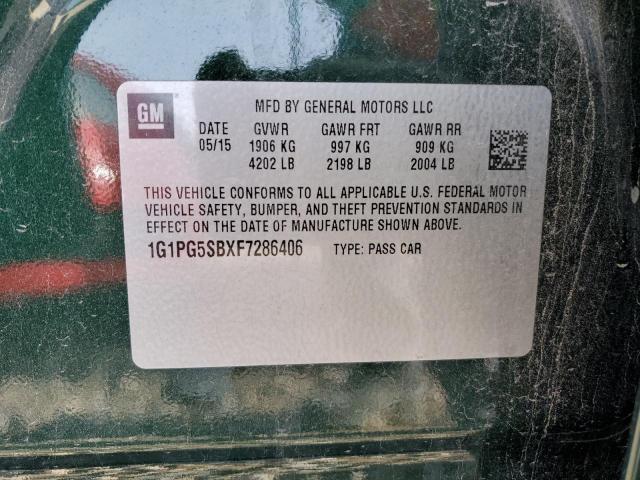 GM
MFD BY GENERAL MOTORS LLC
DATE GVWR GAWR FRT GAWR RR
05/15 1906 KG 997 KG 909 KG
4202 LB 2198 LB 2004 LB
THIS VEHICLE CONFORMS TO ALL APPLICABLE U.S. FEDERAL MOTOR
VEHICLE SAFETY, BUMPER, AND THEFT PREVENTION STANDARDS IN
EFFECT ON THE DATE OF MANUFACTURE SHOWN ABOVE.
1G1PG5SBXF7286406 TYPE: PASS CAR